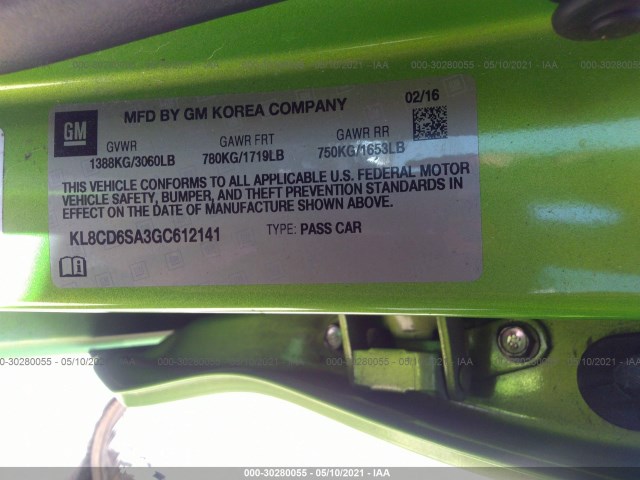 000-30280055 - 05/10/2021 - IAA
GM
MFD BY GM KOREA COMPANY
02/16
GVWR
1388KG/3060LB
GAWR FRT
780KG/1719LB
GAWR RR
750KG/1653LB
THIS VEHICLE CONFORMS TO ALL APPLICABLE U.S. FEDERAL MOTOR
VEHICLE SAFETY, BUMPER, AND THEFT PREVENTION STANDARDS IN
EFFECT ON THE DATE OF MANUFACTURE SHOWN ABOVE.
KL8CD6SA3GC612141
TYPE: PASS CAR
000-30280055 - 05/10/2021 - IAA
000-30280055 - 05/10/2021 - IAA